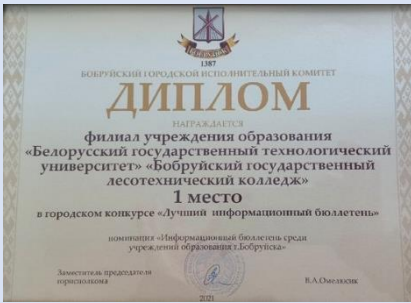 1387
БОБРУЙСКИЙ ГОРОДСКОЙ ИСПОЛНИТЕЛЬНЫЙ КОМИТЕТ
ДИПЛОМ
НАГРАЖДАЕТСЯ
филиал учреждения образования
«Белорусский государственный технологический
университет» «Бобруйский государственный
лесотехнический колледж»
1 место
в городском конкурсе «Лучший информационный бюллетень»
номинация «Информационный бюллетень среди
учреждений образования г.Бобруйска»
Заместитель председателя
горисполкома
2021